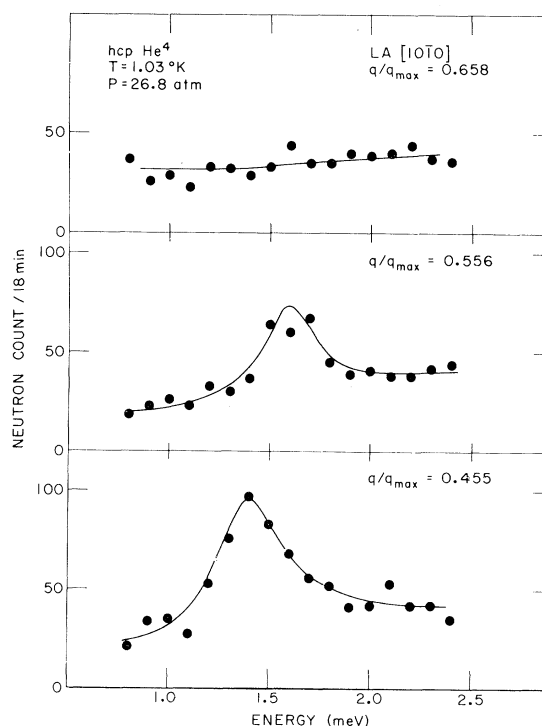 hcp He⁴
T=1.03 °K
P=26.8 atm
LA [101̄0]
q/qmax = 0.658
50
0
100
q/qmax = 0.556
50
0
100
q/qmax = 0.455
50
0
1.0 1.5 2.0 2.5
ENERGY (meV)
NEUTRON COUNT / 18 min